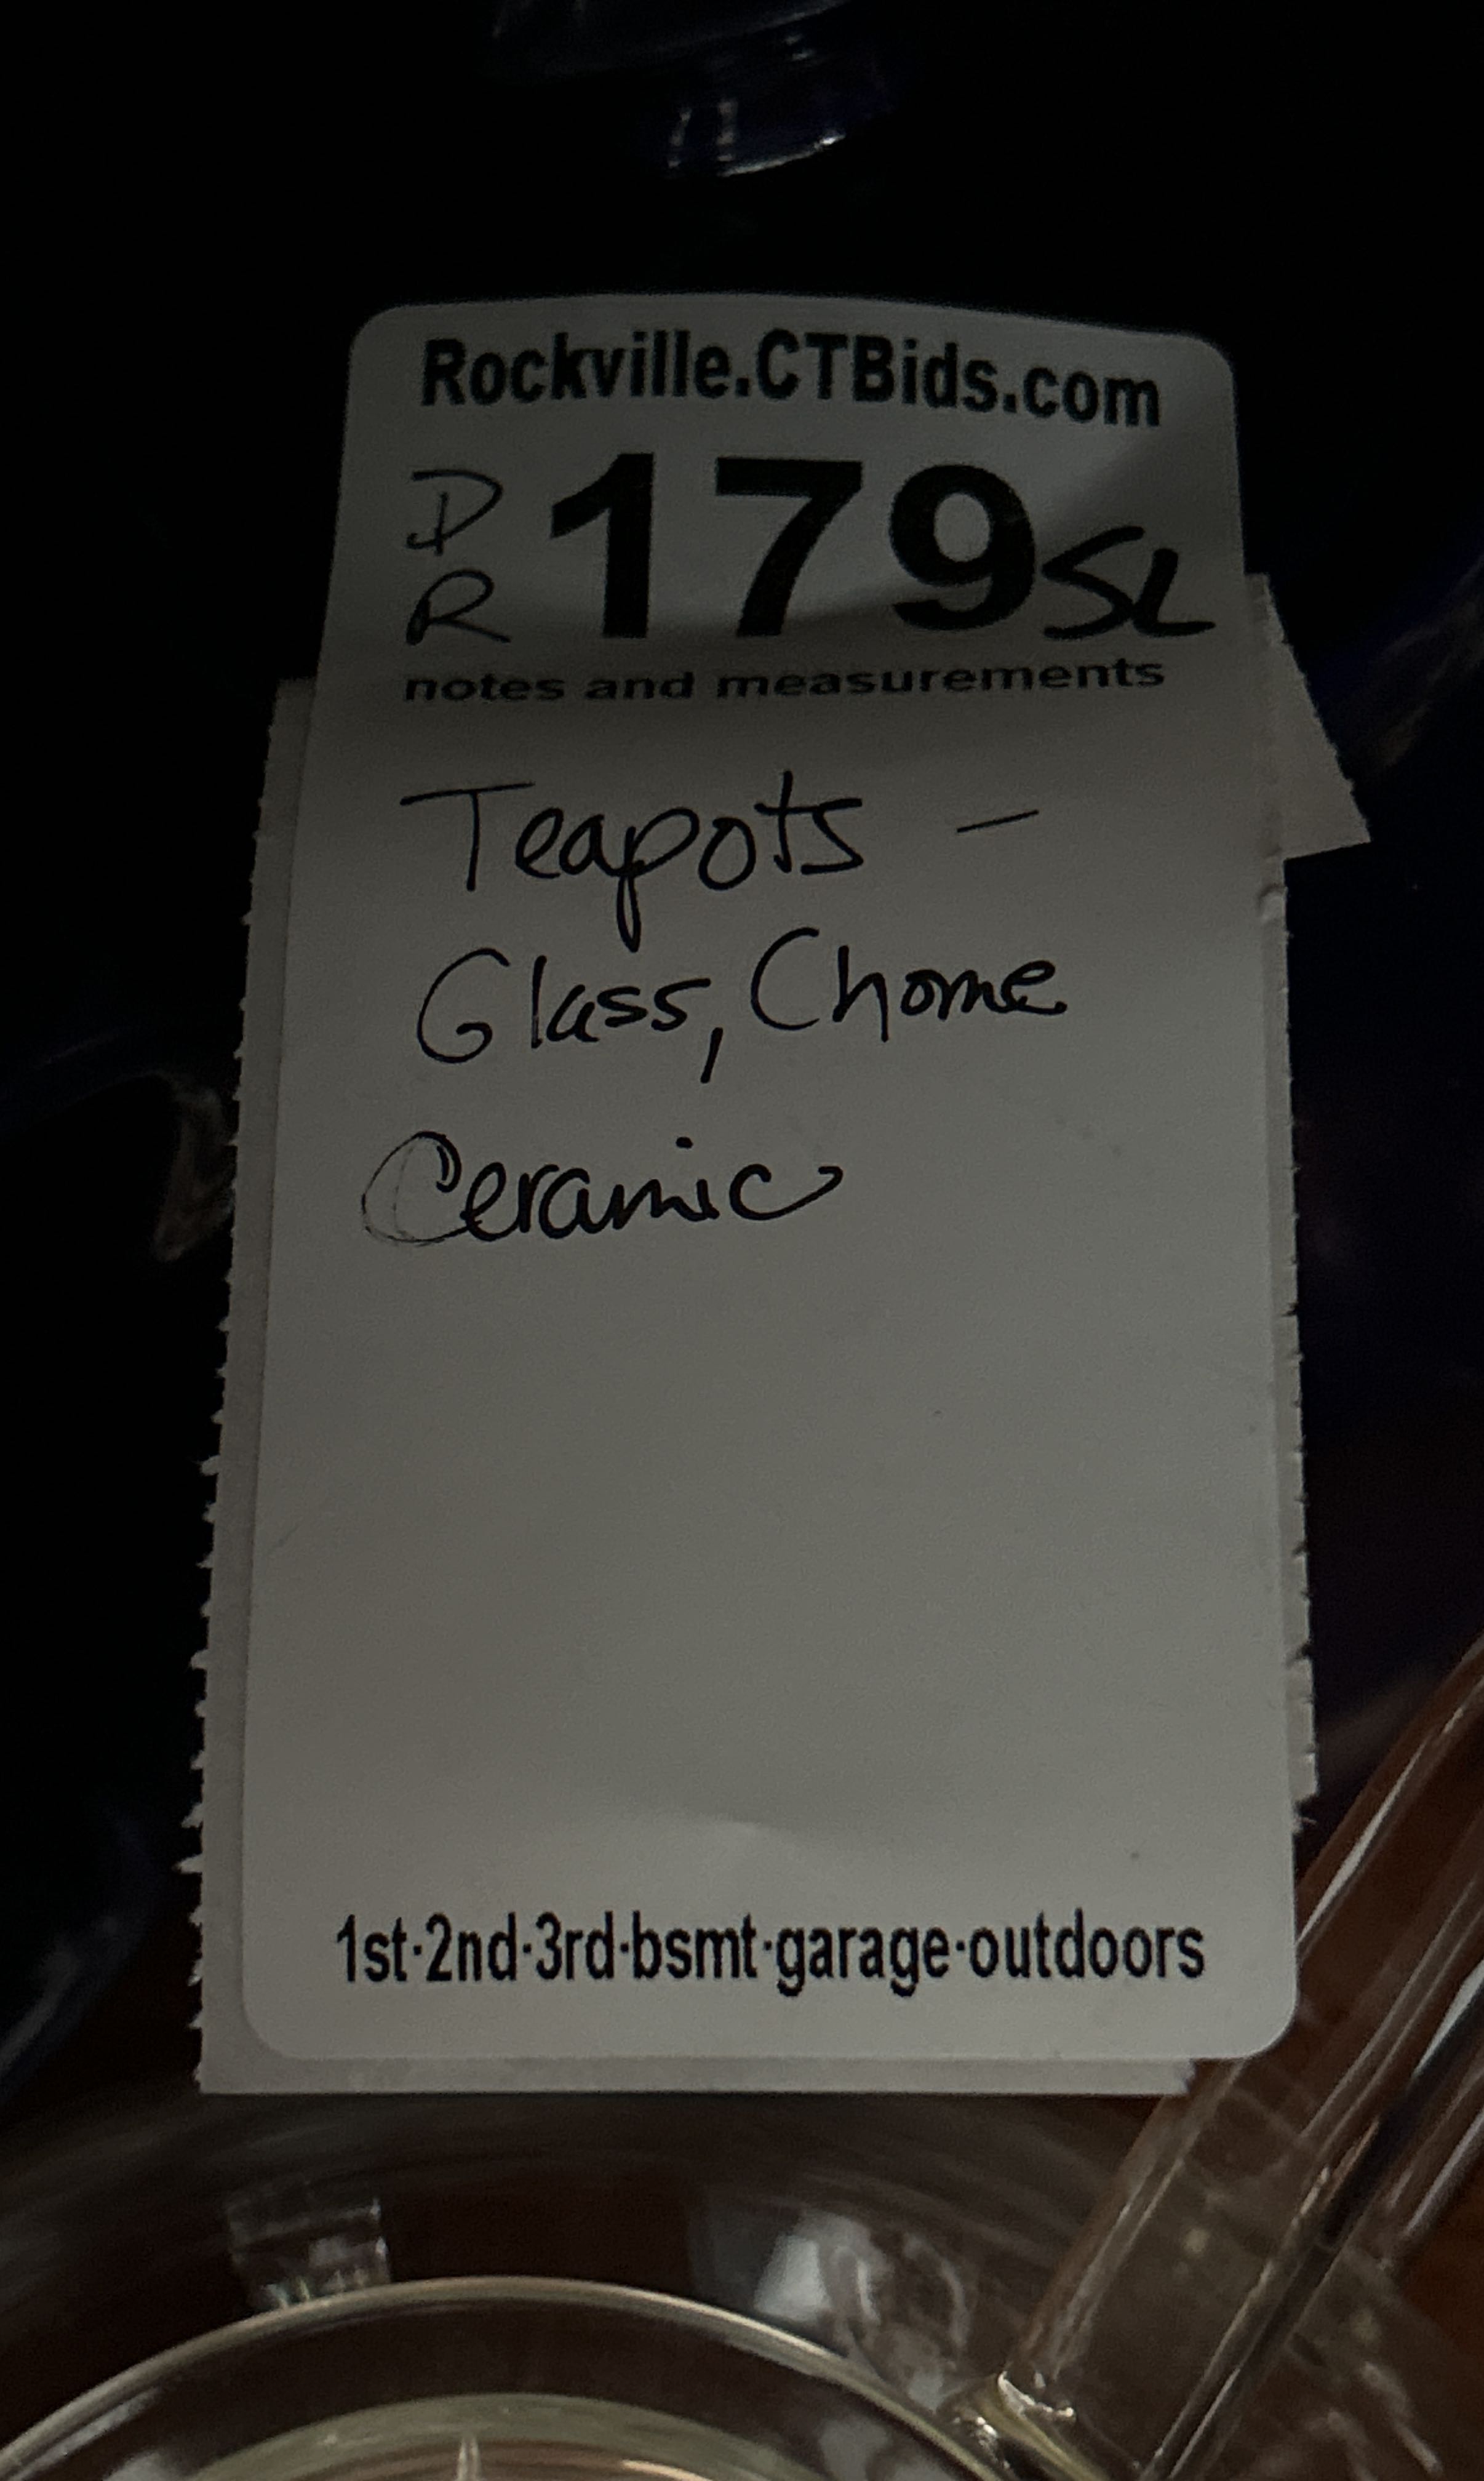 Rockville.CTBids.com
D
R 179 SL
notes and measurements
Teapots –
Glass, Chome
Ceramic
1st·2nd·3rd·bsmt·garage·outdoors